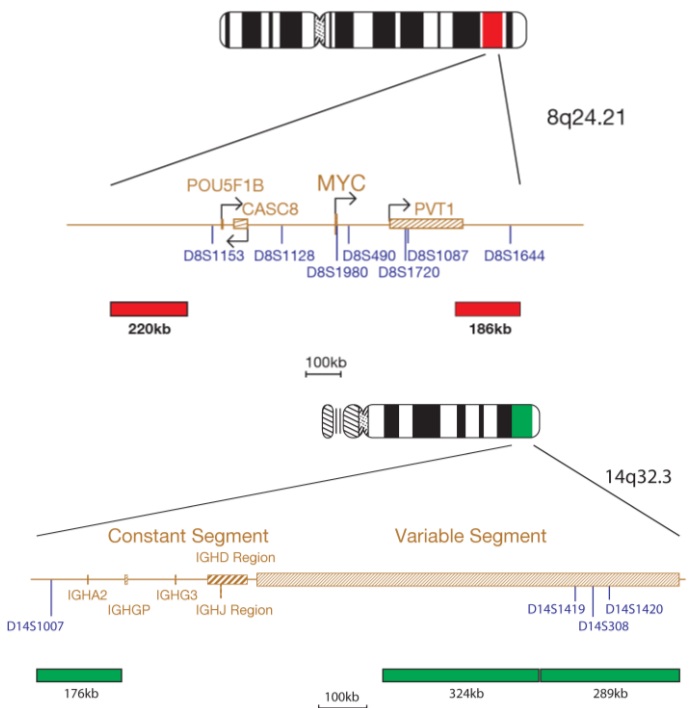 8q24.21
MYC
POU5F1B
CASC8
PVT1
D8S1153
D8S1128
D8S490
D8S1087
D8S1644
D8S1980
D8S1720
220kb
186kb
100kb
14q32.3
Constant Segment
Variable Segment
IGHD Region
IGHA2
IGHG3
IGHGP
IGHJ Region
D14S1007
D14S1419
D14S1420
D14S308
176kb
324kb
289kb
100kb